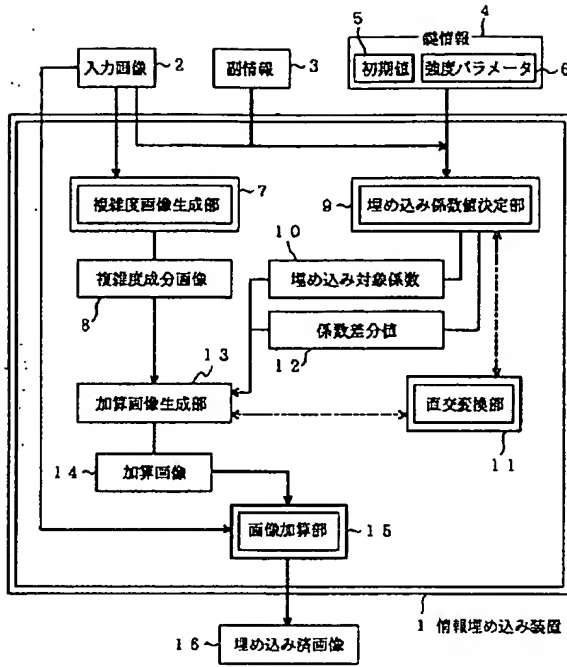 4
鍵情報
5
入力画像 2
副情報 3
初期値 強度パラメータ 6
複雑度画像生成部 7
9 埋め込み係数値決定部
10
複雑度成分画像
8
埋め込み対象係数
係数差分値
12
13
加算画像生成部
直交変換部
11
14 加算画像
画像加算部 15
1 情報埋め込み装置
16 埋め込み済画像